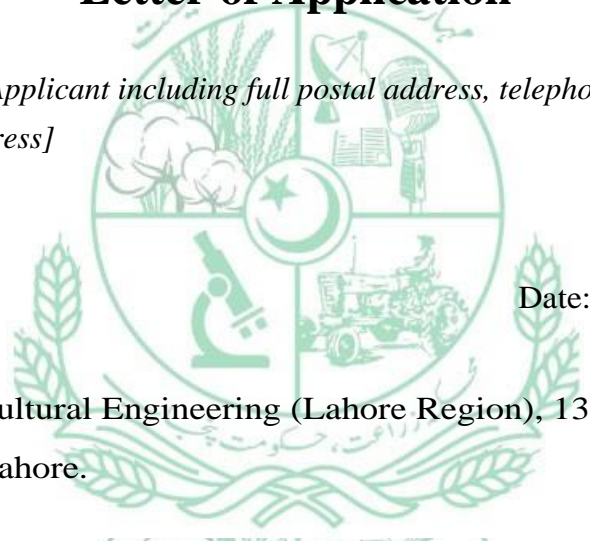 Letter of Application
Applicant including full postal address, telepho
ress]
Date:
ultural Engineering (Lahore Region), 13
ahore.